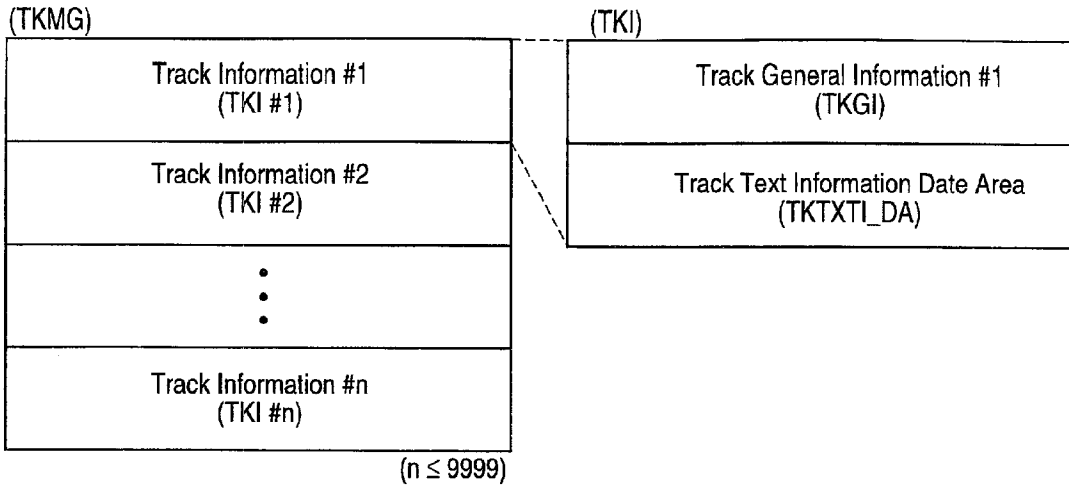 (TKMG)
Track Information #1
(TKI #1)
Track Information #2
(TKI #2)
Track Information #n
(TKI #n)
(n ≤ 9999)
(TKI)
Track General Information #1
(TKGI)
Track Text Information Date Area
(TKTXTI_DA)